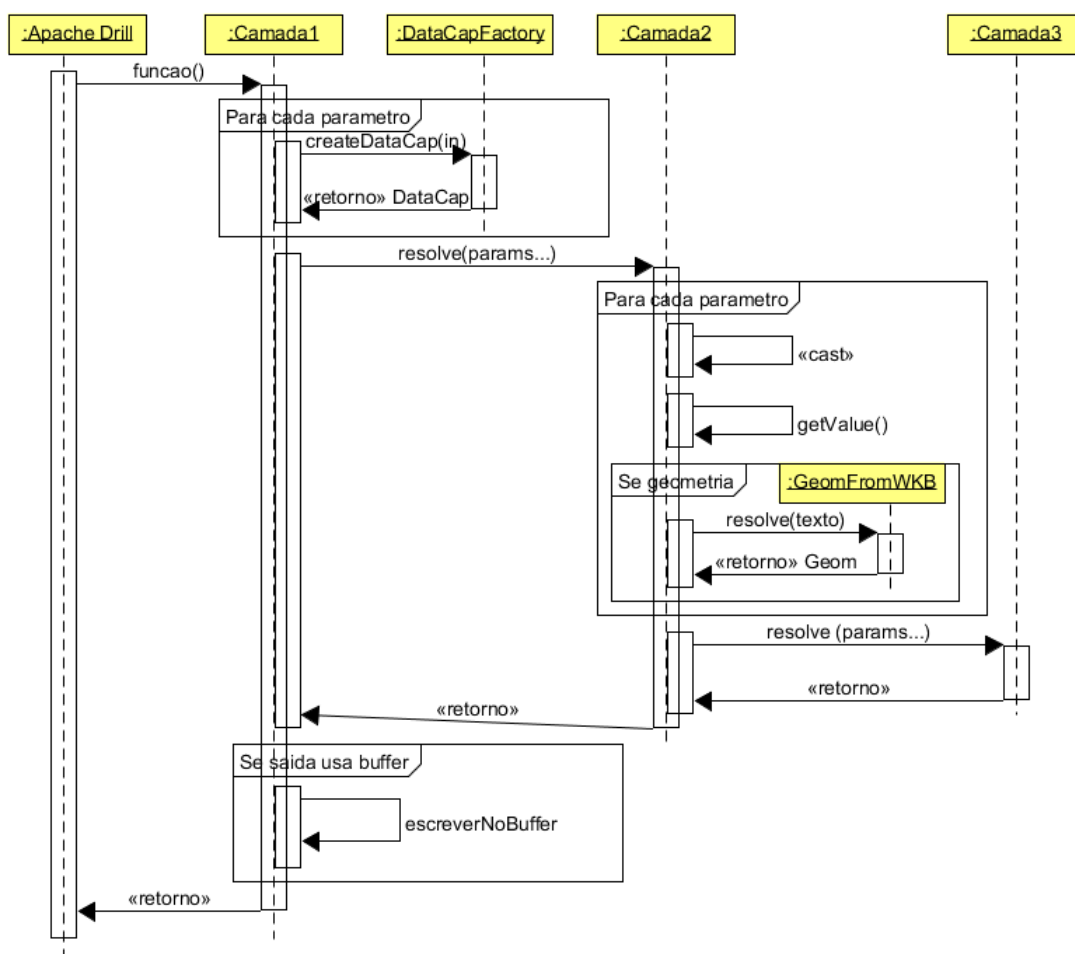 :Apache Drill
:Camada1
:DataCapFactory
:Camada2
:Camada3
funcao()
Para cada parametro
createDataCap(in)
«retorno» DataCap
resolve(params...)
Para cada parametro
«cast»
getValue()
Se geometria
:GeomFromWKB
resolve(texto)
«retorno» Geom
resolve (params...)
«retorno»
«retorno»
Se saida usa buffer
escreverNoBuffer
«retorno»